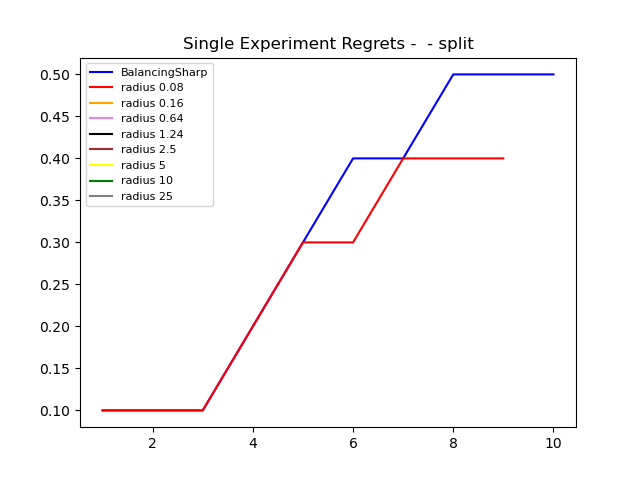 Single Experiment Regrets -  - split
BalancingSharp
radius 0.08
radius 0.16
radius 0.64
radius 1.24
radius 2.5
radius 5
radius 10
radius 25
0.50
0.45
0.40
0.35
0.30
0.25
0.20
0.15
0.10
2 4 6 8 10